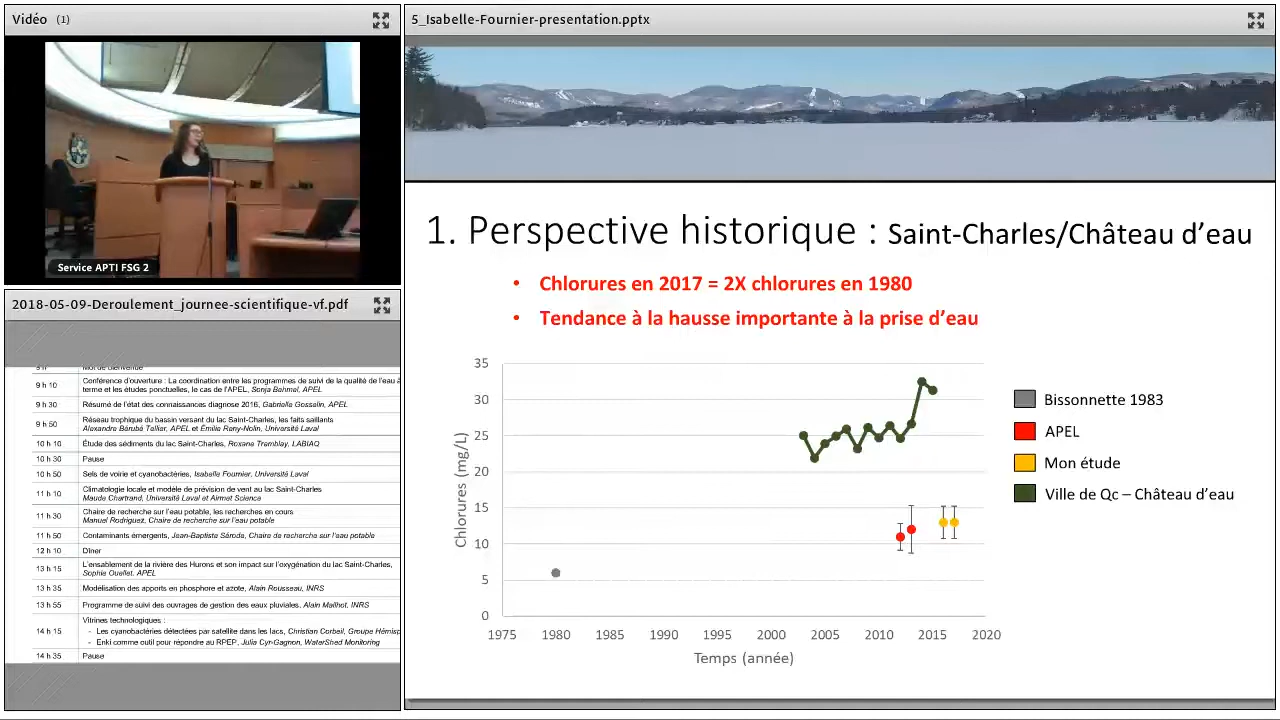 Vidéo (1)
Service APTI FSG 2
2018-05-09-Deroulement_journee-scientifique-vf.pdf
9 h 10 Conférence d'ouverture : La coordination entre les programmes de suivi de la qualité de l'eau à
terme et les études ponctuelles, le cas de l'APEL, Sonja Behmel, APEL
9 h 30 Résumé de l'état des connaissances diagnose 2016, Gabrielle Gosselin, APEL
9 h 50 Réseau trophique du bassin versant du lac Saint-Charles, les faits saillants
Alexandre Bérubé Tellier, APEL et Émilie Rany-Nolin, Université Laval
10 h 10 Étude des sédiments du lac Saint-Charles, Roxane Tremblay, LABIAQ
10 h 30 Pause
10 h 50 Sels de voirie et cyanobactéries, Isabelle Fournier, Université Laval
11 h 10 Climatologie locale et modèle de prévision de vent au lac Saint-Charles
Maude Chartrand, Université Laval et Airmet Science
11 h 30 Chaire de recherche sur l'eau potable, les recherches en cours
Manuel Rodriguez, Chaire de recherche sur l'eau potable
11 h 50 Contaminants émergents, Jean-Baptiste Sérode, Chaire de recherche sur l'eau potable
12 h 10 Dîner
13 h 15 L'ensablement de la rivière des Hurons et son impact sur l'oxygénation du lac Saint-Charles,
Sophie Ouellet, APEL
13 h 35 Modélisation des apports en phosphore et azote, Alain Rousseau, INRS
13 h 55 Programme de suivi des ouvrages de gestion des eaux pluviales, Alain Mailhot, INRS
Vitrines technologiques :
14 h 15 - Les cyanobactéries détectées par satellite dans les lacs, Christian Corbeil, Groupe Hémisp
- Enki comme outil pour répondre au RPEP, Julia Cyr-Gagnon, WaterShed Monitoring
14 h 35 Pause
5_Isabelle-Fournier-presentation.pptx
1. Perspective historique : Saint-Charles/Château d'eau
• Chlorures en 2017 = 2X chlorures en 1980
• Tendance à la hausse importante à la prise d'eau
35
30
25
20
15
10
5
0
Chlorures (mg/L)
1975 1980 1985 1990 1995 2000 2005 2010 2015 2020
Temps (année)
Bissonnette 1983
APEL
Mon étude
Ville de Qc – Château d'eau